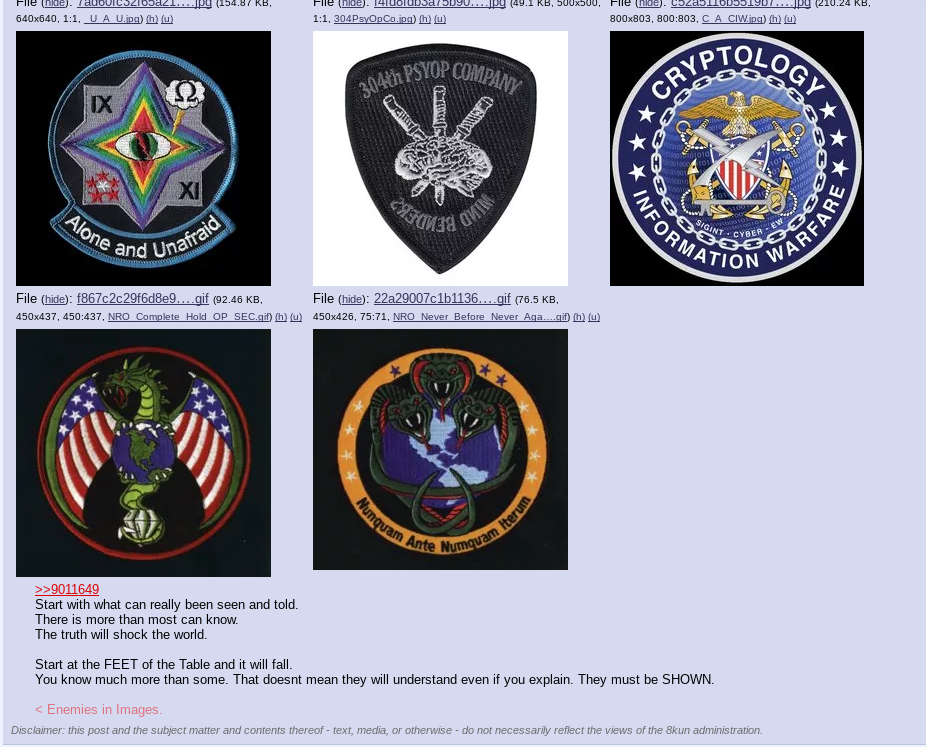 File (hide): 7ad60fc32f65a21….jpg (154.87 KB,
640x640, 1:1, _U_A_U.jpg) (h) (u)
IX
Ω
XI
Alone and Unafraid
File (hide): f4fd8fdb3a75b90….jpg (49.1 KB, 500x500,
1:1, 304PsyOpCo.jpg) (h) (u)
304th PSYOP COMPANY
MIND BENDERS
File (hide): c52a5116b5519b7….jpg (210.24 KB,
800x803, 800:803, C_A_CIW.jpg) (h) (u)
CRYPTOLOGY
SIGINT · CYBER · EW
INFORMATION WARFARE
File (hide): f867c2c29f6d8e9….gif (92.46 KB,
450x437, 450:437, NRO_Complete_Hold_OP_SEC.gif) (h) (u)
File (hide): 22a29007c1b1136….gif (76.5 KB,
450x426, 75:71, NRO_Never_Before_Never_Aga….gif) (h) (u)
Numquam Ante Numquam Iterum
>>9011649
Start with what can really been seen and told.
There is more than most can know.
The truth will shock the world.
Start at the FEET of the Table and it will fall.
You know much more than some. That doesnt mean they will understand even if you explain. They must be SHOWN.
< Enemies in Images.
Disclaimer: this post and the subject matter and contents thereof - text, media, or otherwise - do not necessarily reflect the views of the 8kun administration.